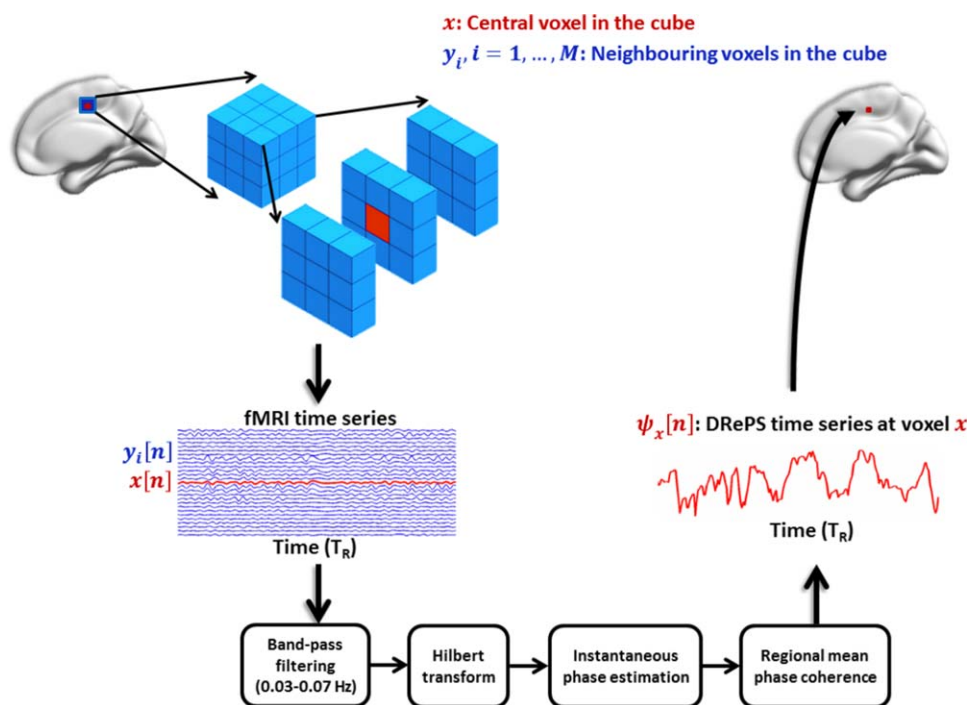 x: Central voxel in the cube
yᵢ, i = 1, ..., M: Neighbouring voxels in the cube
fMRI time series
yᵢ[n]
x[n]
Time (T_R)
ψₓ[n]: DRePS time series at voxel x
Time (T_R)
Band-pass
filtering
(0.03-0.07 Hz)
Hilbert
transform
Instantaneous
phase estimation
Regional mean
phase coherence